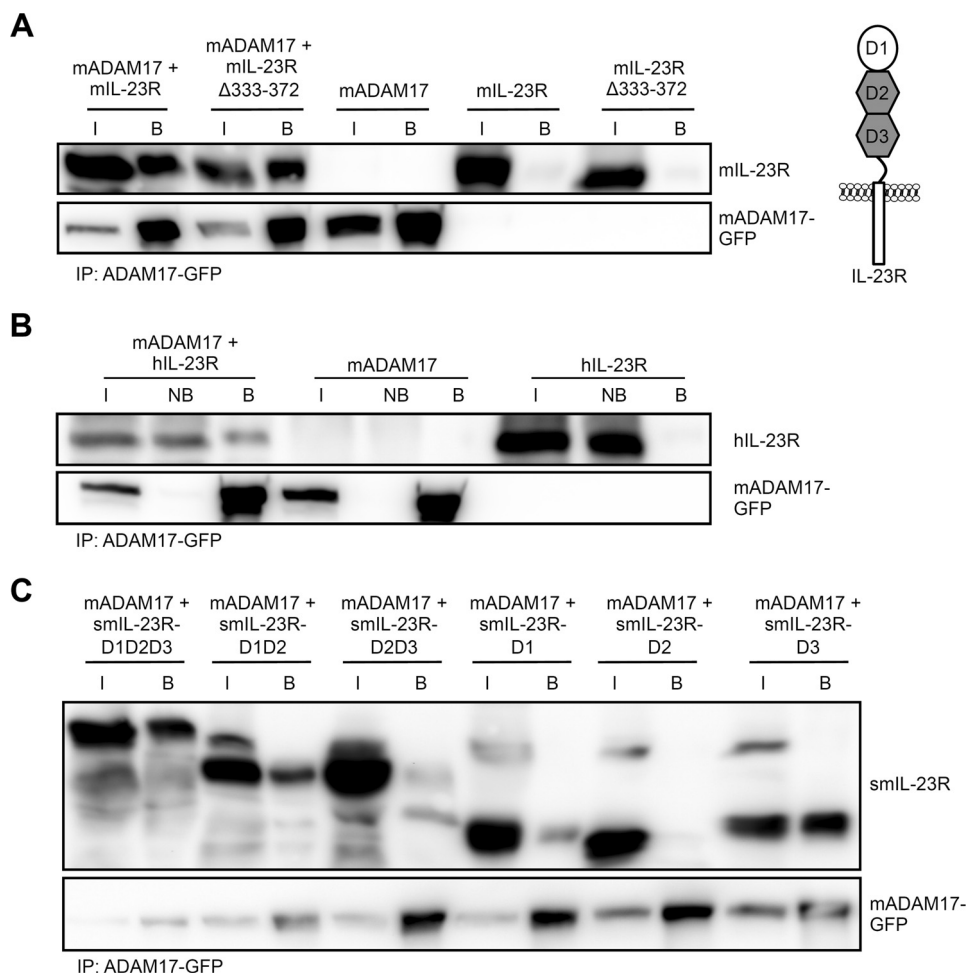 A
mADAM17 +
mIL-23R
mADAM17 +
mIL-23R
Δ333-372
mADAM17
mIL-23R
mIL-23R
Δ333-372
I B I B I B I B I B
mIL-23R
mADAM17-
GFP
IP: ADAM17-GFP
D1
D2
D3
IL-23R
B
mADAM17 +
hIL-23R
mADAM17
hIL-23R
I NB B I NB B I NB B
hIL-23R
mADAM17-
GFP
IP: ADAM17-GFP
C
mADAM17 +
smIL-23R-
D1D2D3
mADAM17 +
smIL-23R-
D1D2
mADAM17 +
smIL-23R-
D2D3
mADAM17 +
smIL-23R-
D1
mADAM17 +
smIL-23R-
D2
mADAM17 +
smIL-23R-
D3
I B I B I B I B I B I B
smIL-23R
mADAM17-
GFP
IP: ADAM17-GFP